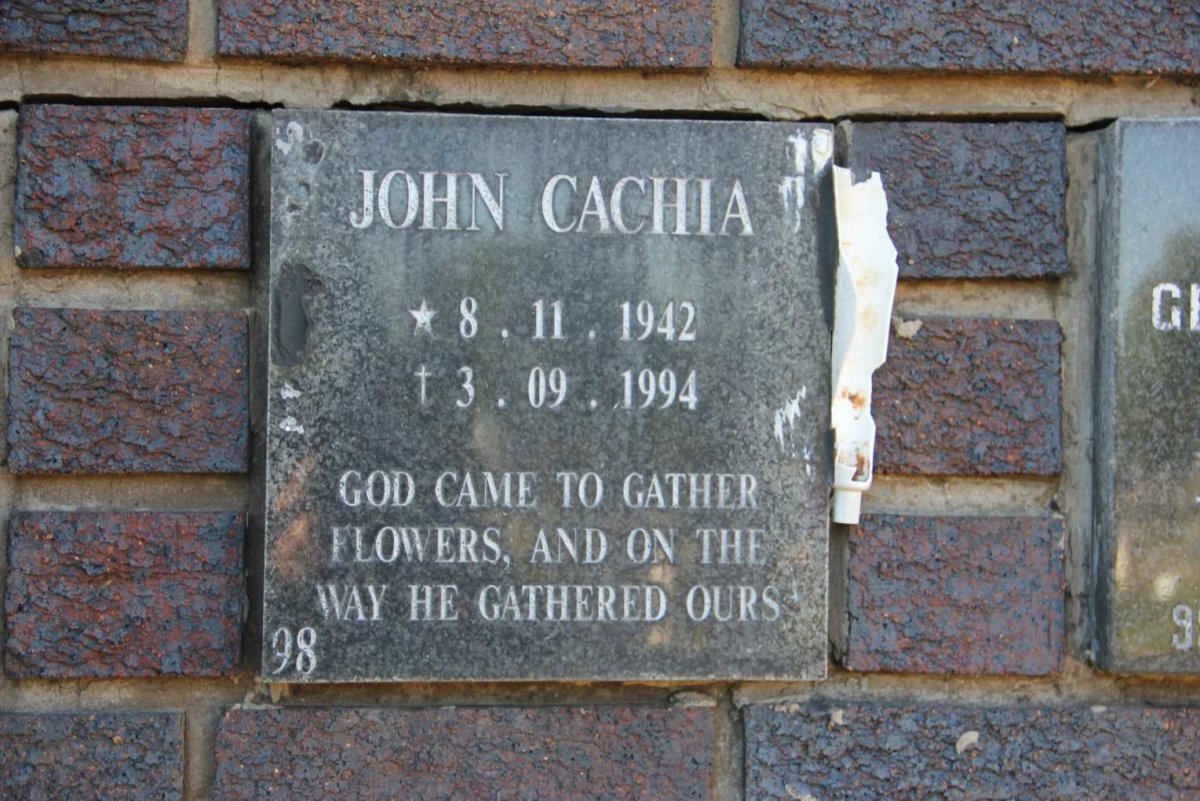 JOHN CACHIA
★ 8 . 11 . 1942
† 3 . 09 . 1994
GOD CAME TO GATHER
FLOWERS, AND ON THE
WAY HE GATHERED OURS
98